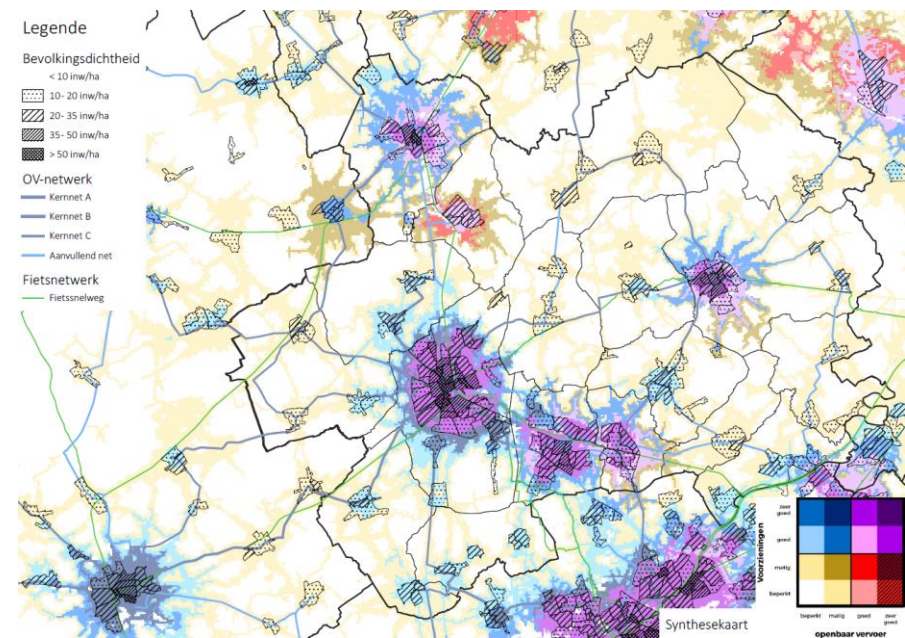 Legende
Bevolkingsdichtheid
< 10 inw/ha
10- 20 inw/ha
20- 35 inw/ha
35- 50 inw/ha
> 50 inw/ha
OV-netwerk
Kernnet A
Kernnet B
Kernnet C
Aanvullend net
Fietsnetwerk
Fietssnelweg
Synthesekaart
Voorzieningen
zeer
goed
goed
matig
beperkt
beperkt
matig
goed
zeer
goed
openbaar vervoer